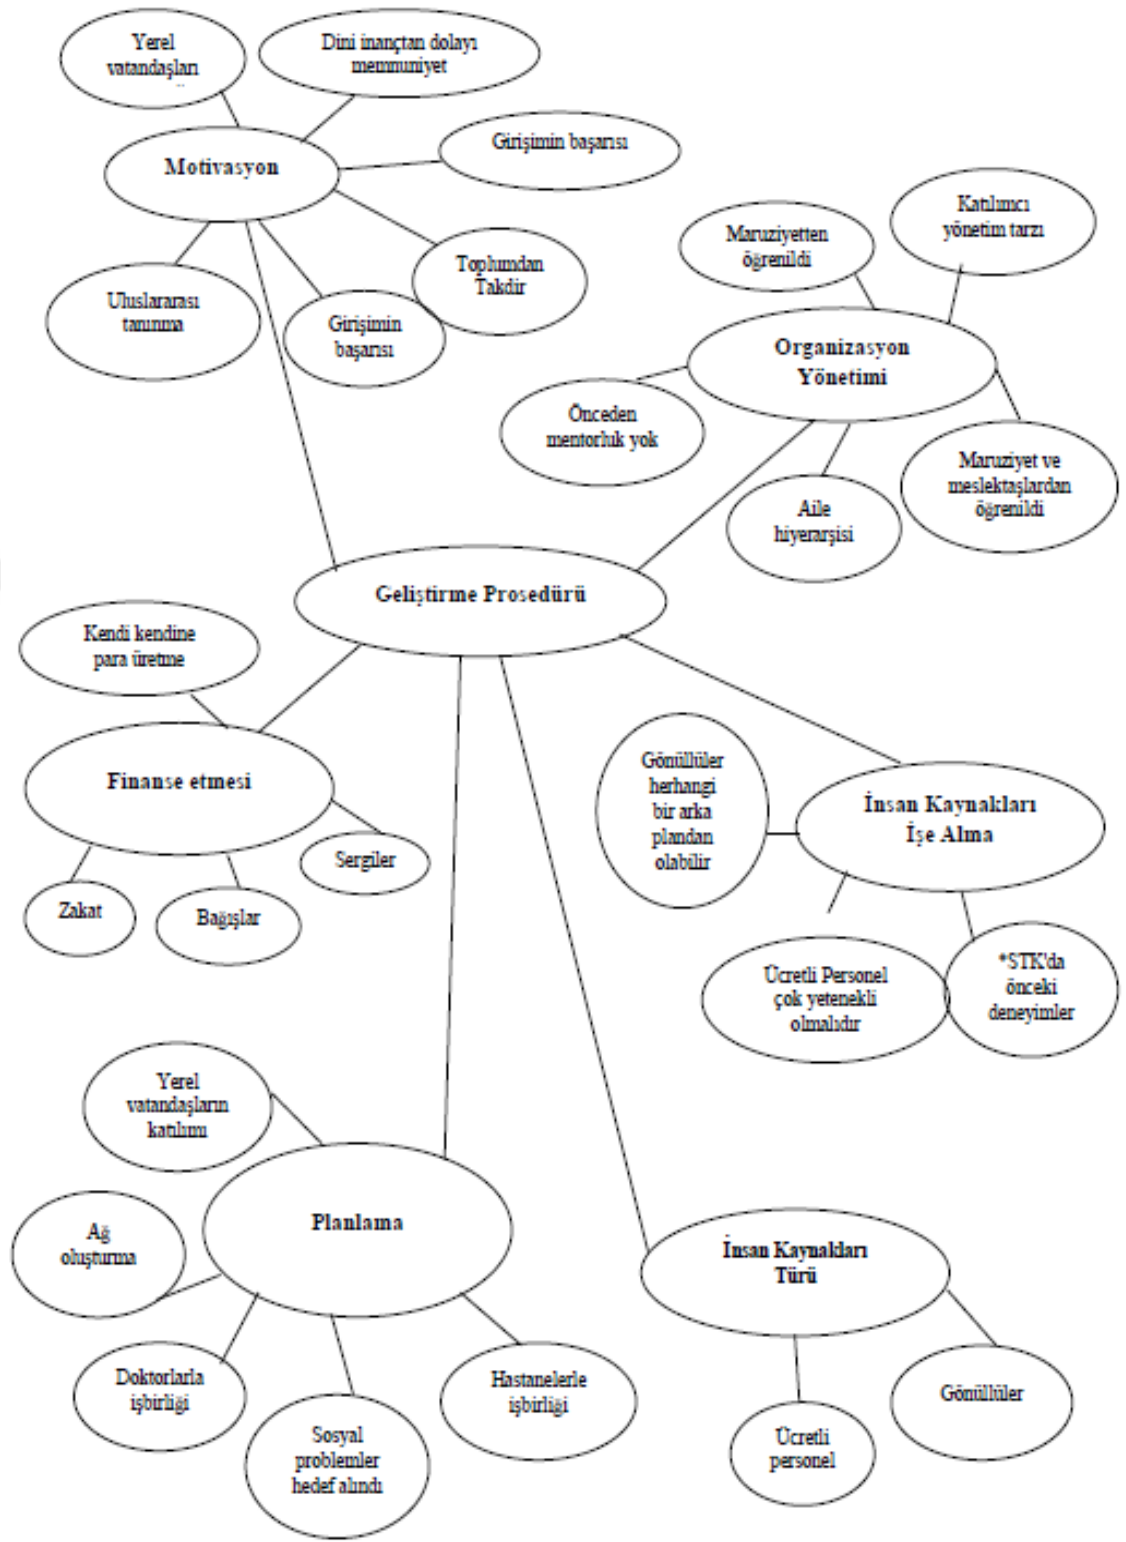 Yerel
vatandaşları
Dini inançtan dolayı
memnuniyet
Girişimin başarısı
Motivasyon
Toplumdan
Takdir
Uluslararası
tanınma
Girişimin
başarısı
Maruziyetten
öğrenildi
Katılımcı
yönetim tarzı
Organizasyon
Yönetimi
Önceden
mentorluk yok
Aile
hiyerarşisi
Maruziyet ve
meslektaşlardan
öğrenildi
Geliştirme Prosedürü
Kendi kendine
para üretme
Finanse etmesi
Sergiler
Zakat
Bağışlar
Gönüllüler
herhangi
bir arka
plandan
olabilir
İnsan Kaynakları
İşe Alma
Ücretli Personel
çok yetenekli
olmalıdır
*STK'da
önceki
deneyimler
Yerel
vatandaşların
katılımı
Planlama
Ağ
oluşturma
Doktorlarla
işbirliği
Sosyal
problemler
hedef alındı
Hastanelerle
işbirliği
İnsan Kaynakları
Türü
Ücretli
personel
Gönüllüler